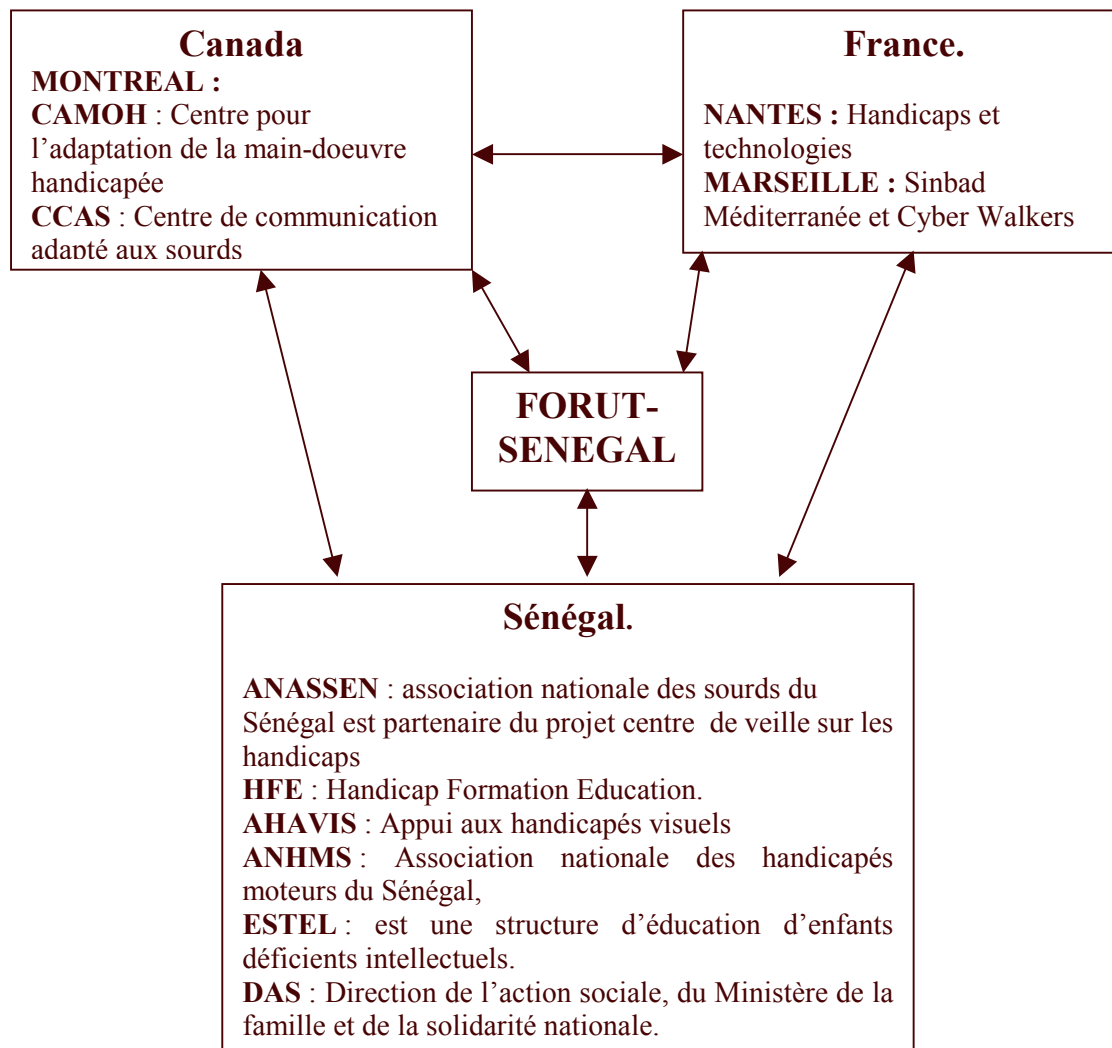 Canada
MONTREAL :
CAMOH : Centre pour
l’adaptation de la main-doeuvre
handicapée
CCAS : Centre de communication
adapté aux sourds
France.
NANTES : Handicaps et
technologies
MARSEILLE : Sinbad
Méditerranée et Cyber Walkers
FORUT-
SENEGAL
Sénégal.
ANASSEN : association nationale des sourds du
Sénégal est partenaire du projet centre de veille sur les
handicaps
HFE : Handicap Formation Education.
AHAVIS : Appui aux handicapés visuels
ANHMS : Association nationale des handicapés
moteurs du Sénégal,
ESTEL : est une structure d’éducation d’enfants
déficients intellectuels.
DAS : Direction de l’action sociale, du Ministère de la
famille et de la solidarité nationale.